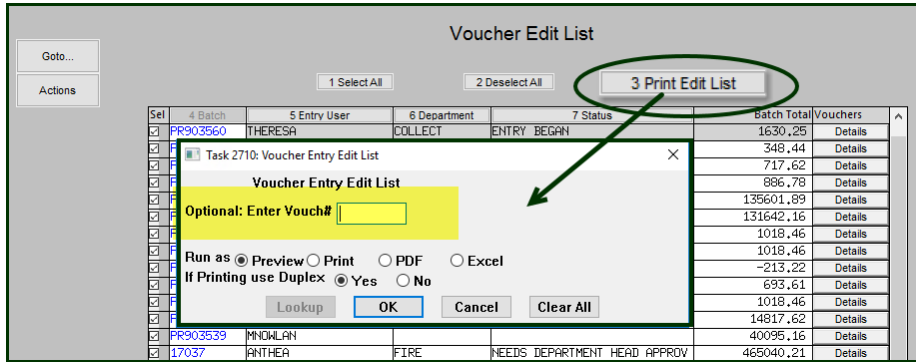 Voucher Edit List
Goto...
Actions
1 Select All 2 Deselect All 3 Print Edit List
Sel 4 Batch 5 Entry User 6 Department 7 Status Batch Total Vouchers
PR903560 THERESA COLLECT ENTRY BEGAN 1630.25 Details
348.44 Details
717.62 Details
886.78 Details
135601.89 Details
131642.16 Details
1018.46 Details
1018.46 Details
-213.22 Details
693.61 Details
1018.46 Details
14817.62 Details
Task 2710: Voucher Entry Edit List
Voucher Entry Edit List
Optional: Enter Vouch#
Run as Preview Print PDF Excel
If Printing use Duplex Yes No
Lookup OK Cancel Clear All
PR903539 MNOWLAN 40095.16 Details
17037 ANTHEA FIRE NEEDS DEPARTMENT HEAD APPROV 465040.21 Details